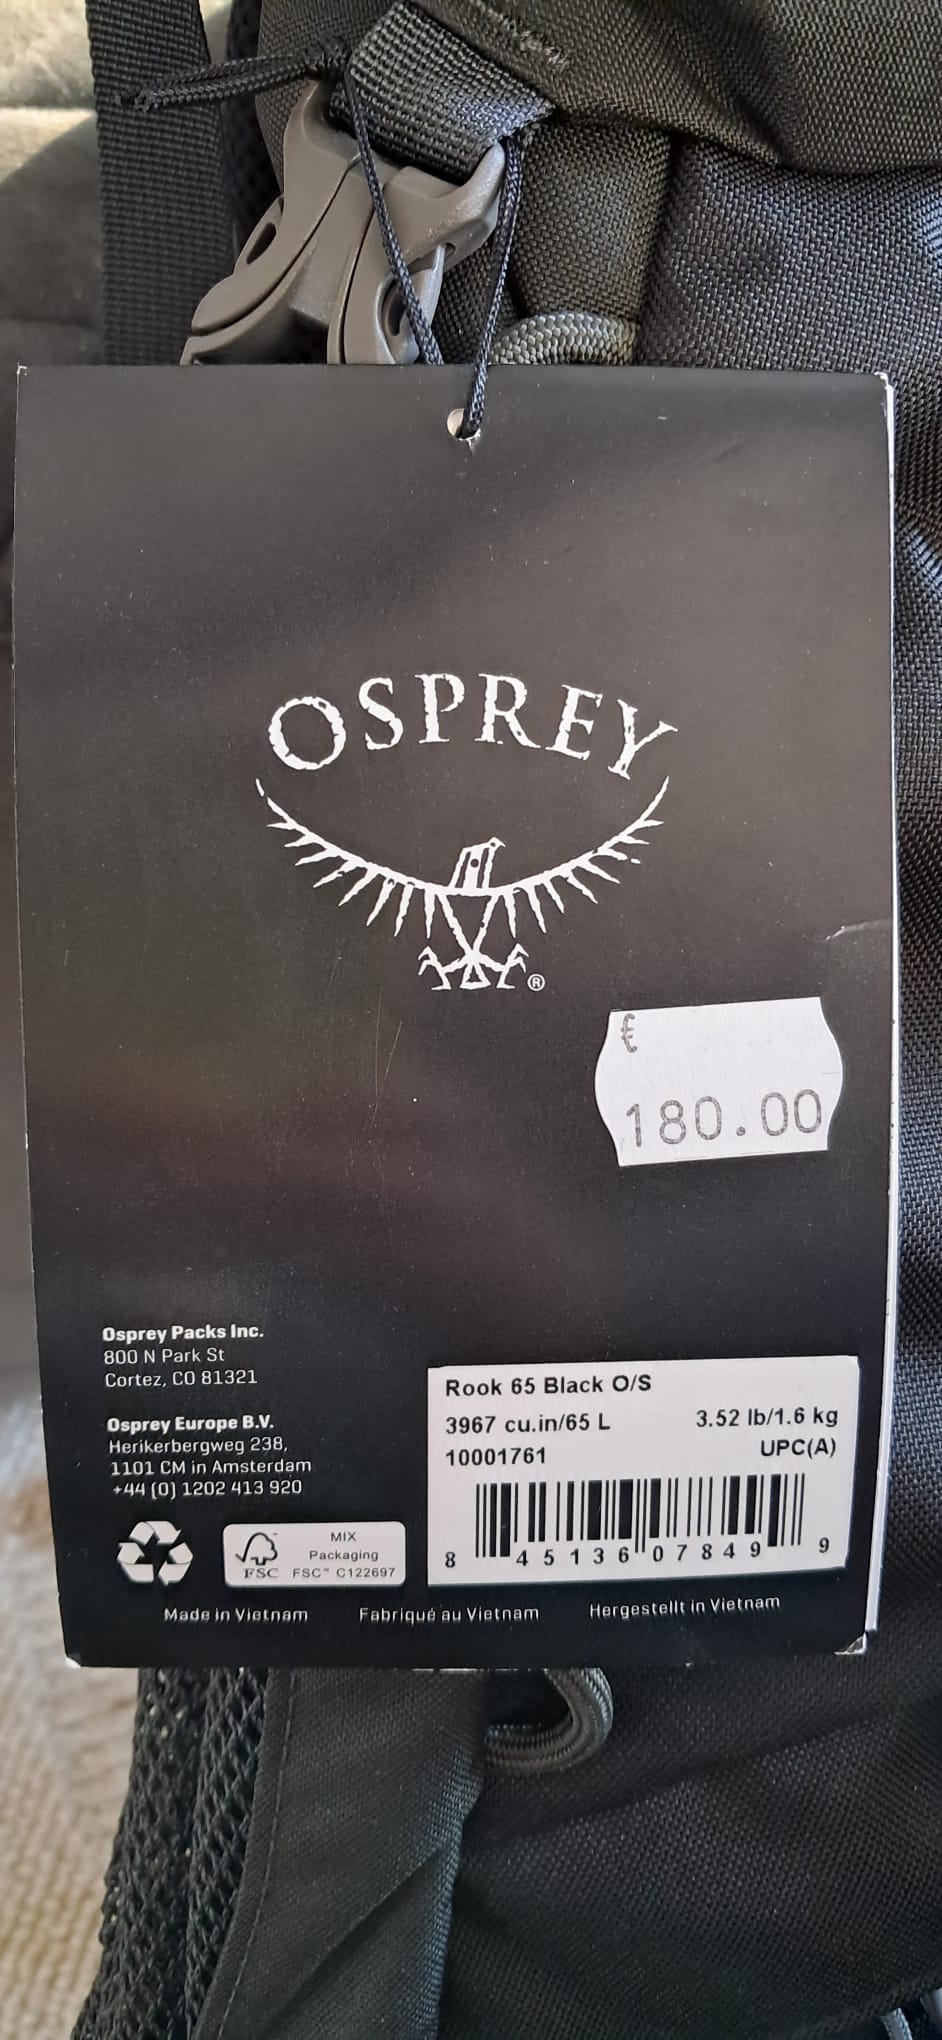 OSPREY
®
€
180.00
Osprey Packs Inc.
800 N Park St
Cortez, CO 81321
Osprey Europe B.V.
Herikerbergweg 238,
1101 CM in Amsterdam
+44 (0) 1202 413 920
MIX
Packaging
FSC FSC™ C122697
Rook 65 Black O/S
3967 cu.in/65 L 3.52 lb/1.6 kg
10001761 UPC(A)
8 45136 07849 9
Made in Vietnam Fabriqué au Vietnam Hergestellt in Vietnam